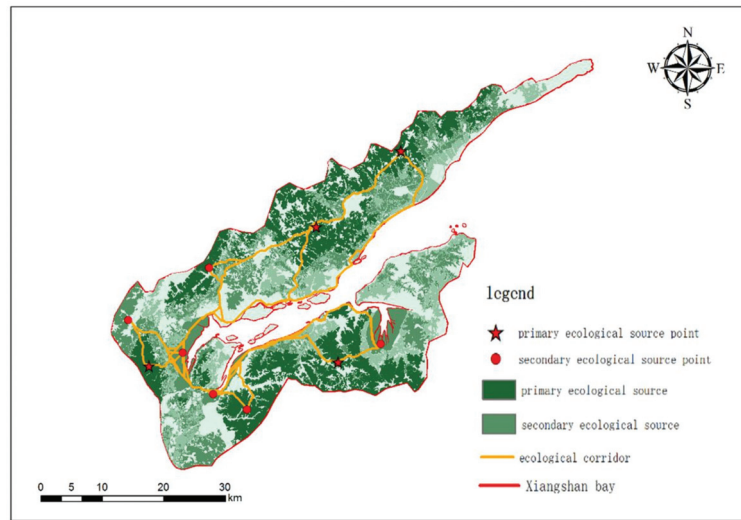 N
W E
S
legend
primary ecological source point
secondary ecological source point
primary ecological source
secondary ecological source
ecological corridor
Xiangshan bay
0 5 10 20 30
km